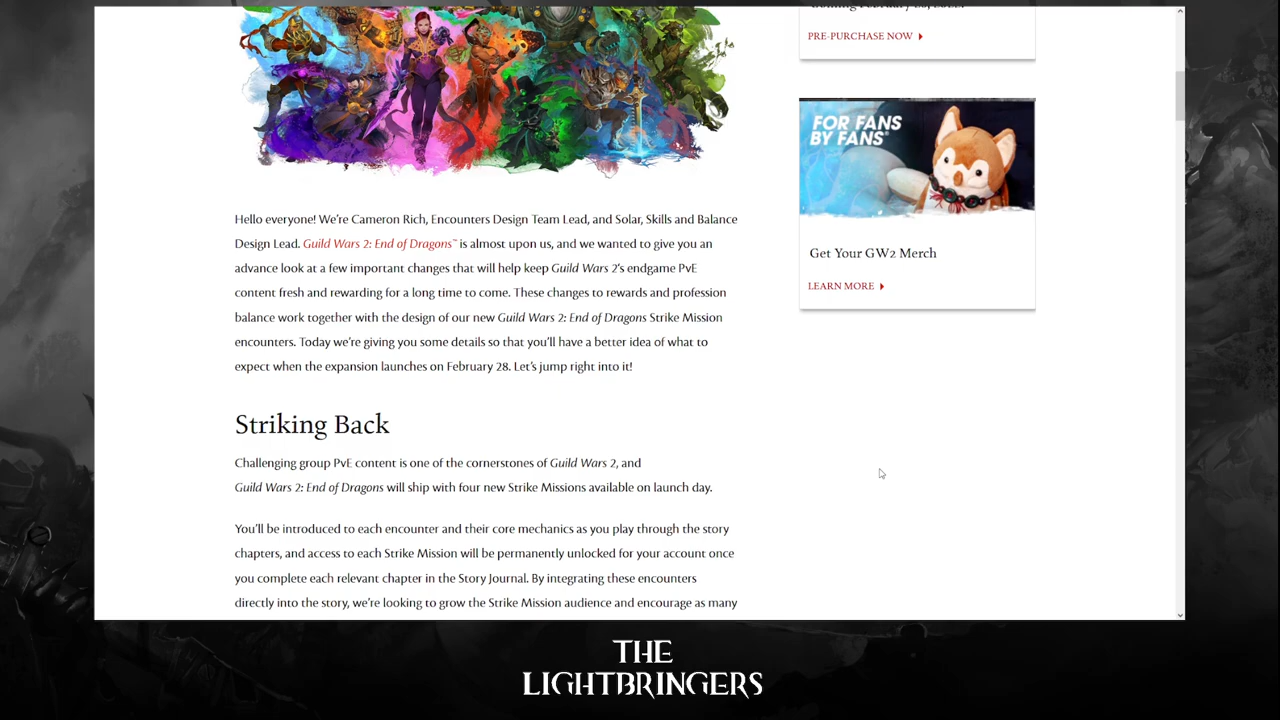 PRE-PURCHASE NOW
FOR FANS
BY FANS®
Get Your GW2 Merch
LEARN MORE
Hello everyone! We're Cameron Rich, Encounters Design Team Lead, and Solar, Skills and Balance
Design Lead. Guild Wars 2: End of Dragons™ is almost upon us, and we wanted to give you an
advance look at a few important changes that will help keep Guild Wars 2's endgame PvE
content fresh and rewarding for a long time to come. These changes to rewards and profession
balance work together with the design of our new Guild Wars 2: End of Dragons Strike Mission
encounters. Today we're giving you some details so that you'll have a better idea of what to
expect when the expansion launches on February 28. Let's jump right into it!
Striking Back
Challenging group PvE content is one of the cornerstones of Guild Wars 2, and
Guild Wars 2: End of Dragons will ship with four new Strike Missions available on launch day.
You'll be introduced to each encounter and their core mechanics as you play through the story
chapters, and access to each Strike Mission will be permanently unlocked for your account once
you complete each relevant chapter in the Story Journal. By integrating these encounters
directly into the story, we're looking to grow the Strike Mission audience and encourage as many
THE
LIGHTBRINGERS